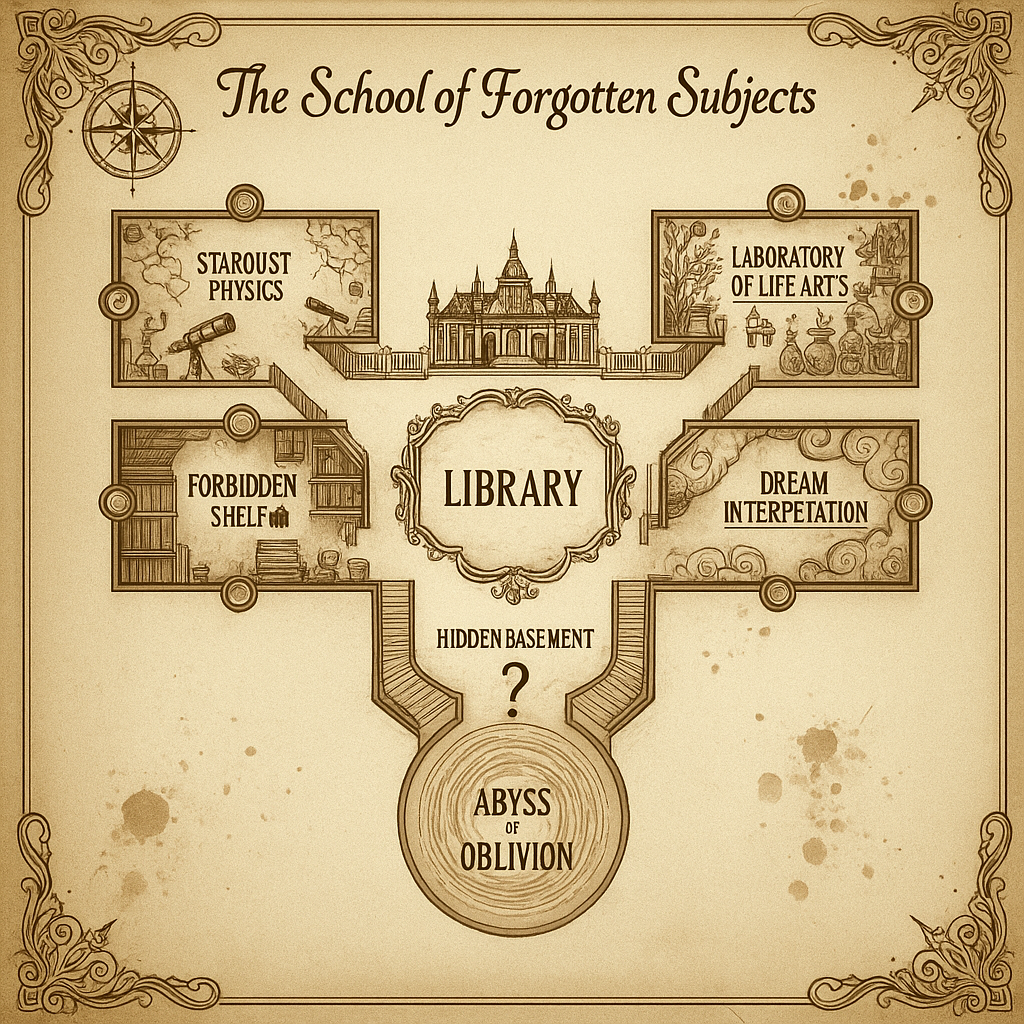 The School of Forgotten Subjects
STAROUST
PHYSICS
LABORATORY
OF LIFE ART'S
FORBIDDEN
SHELF
LIBRARY
DREAM
INTERPETATION
HIDDEN BASEMENT
?
ABYSS
OF
OBLIVION